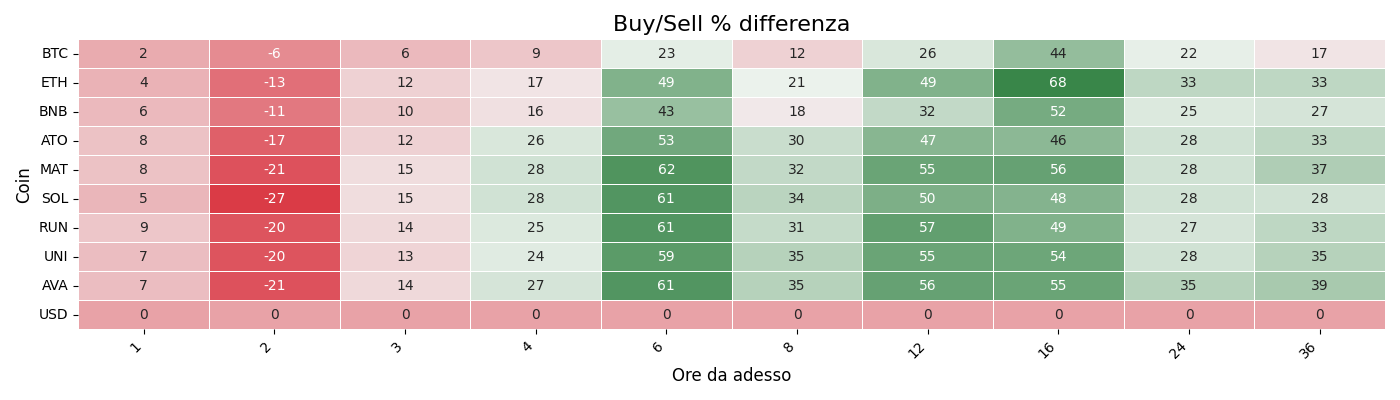 Buy/Sell % differenza
Coin
BTC 2 -6 6 9 23 12 26 44 22 17
ETH 4 -13 12 17 49 21 49 68 33 33
BNB 6 -11 10 16 43 18 32 52 25 27
ATO 8 -17 12 26 53 30 47 46 28 33
MAT 8 -21 15 28 62 32 55 56 28 37
SOL 5 -27 15 28 61 34 50 48 28 28
RUN 9 -20 14 25 61 31 57 49 27 33
UNI 7 -20 13 24 59 35 55 54 28 35
AVA 7 -21 14 27 61 35 56 55 35 39
USD 0 0 0 0 0 0 0 0 0 0
1 2 3 4 6 8 12 16 24 36
Ore da adesso